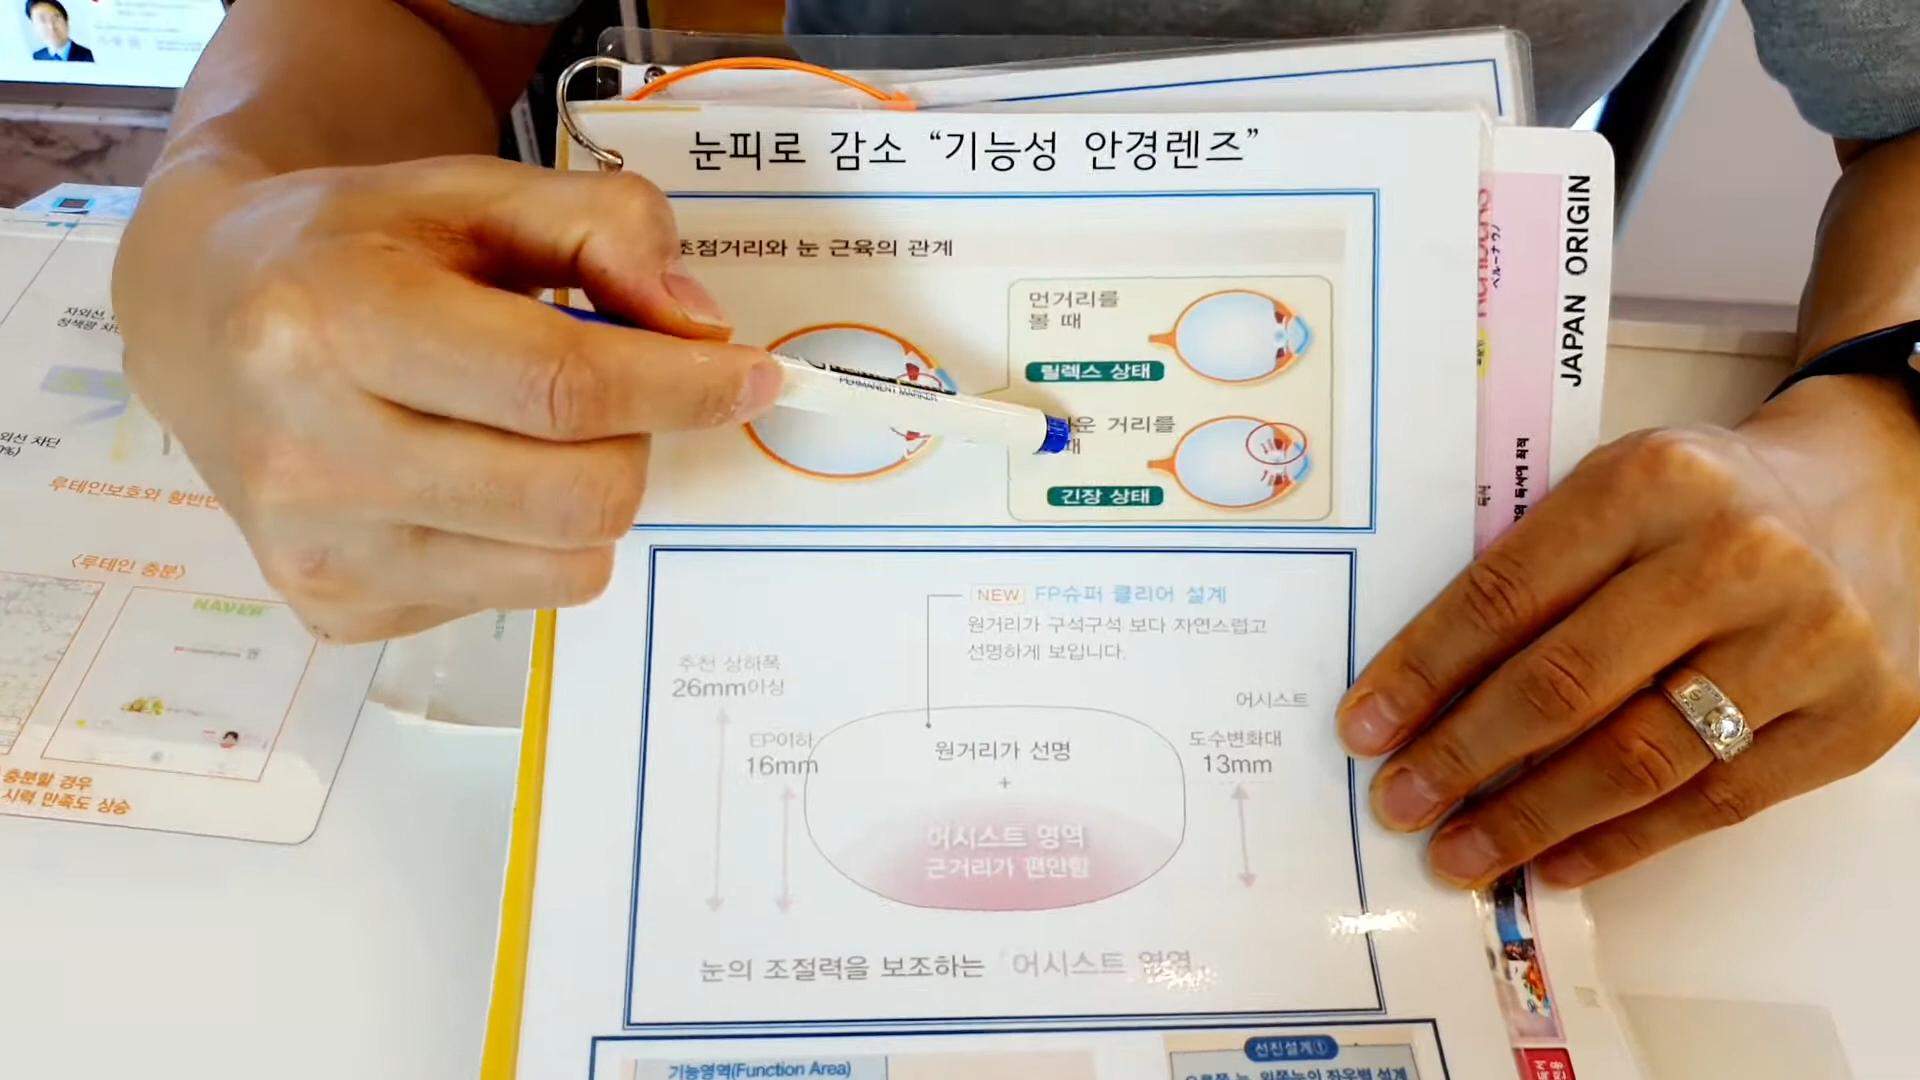 눈피로 감소 “기능성 안경렌즈”
초점거리와 눈 근육의 관계
먼거리를
볼 때
릴렉스 상태
거리를
긴장 상태
PERMANENT MARKER
NEW FP슈퍼 클리어 설계
원거리가 구석구석 보다 자연스럽고
선명하게 보입니다.
추천 상하폭
26mm이상
EP이하
16mm
어시스트
도수변화대
13mm
원거리가 선명
+
어시스트 영역
근거리가 편안함
눈의 조절력을 보조하는 「어시스트 영역
기능영역(Function Area)
선진설계①
JAPAN ORIGIN
외선 차단
루테인보호와
<루테인 충분>
NAVER
충분할 경우
시력 만족도 상승